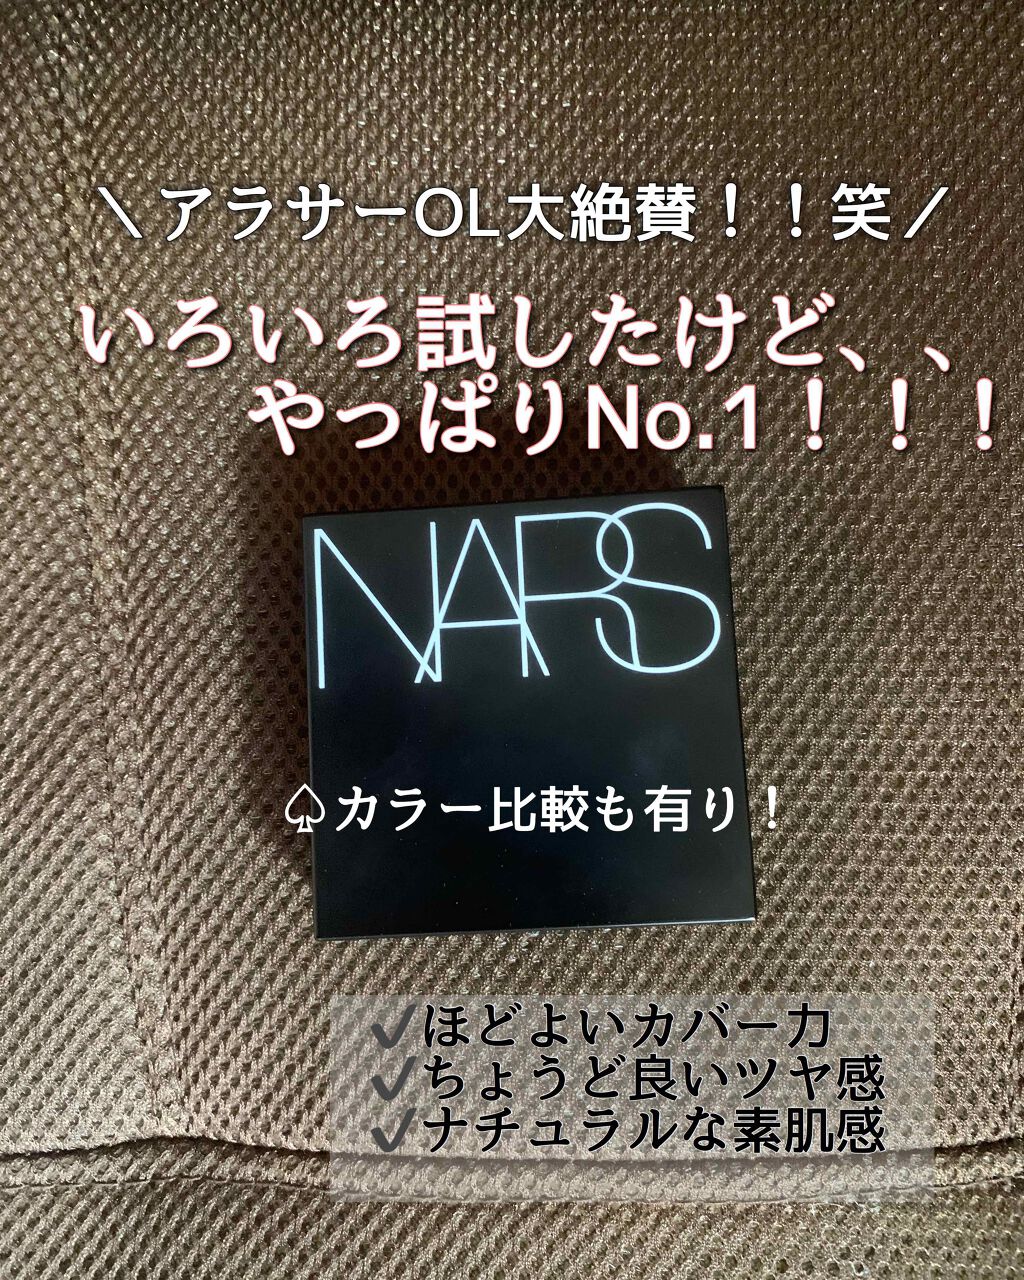 ＼アラサーOL大絶賛！！笑／
いろいろ試したけど、、
やっぱりNo.1！！！
NARS
♤カラー比較も有り！
✔ほどよいカバー力
✔ちょうど良いツヤ感
✔ナチュラルな素肌感